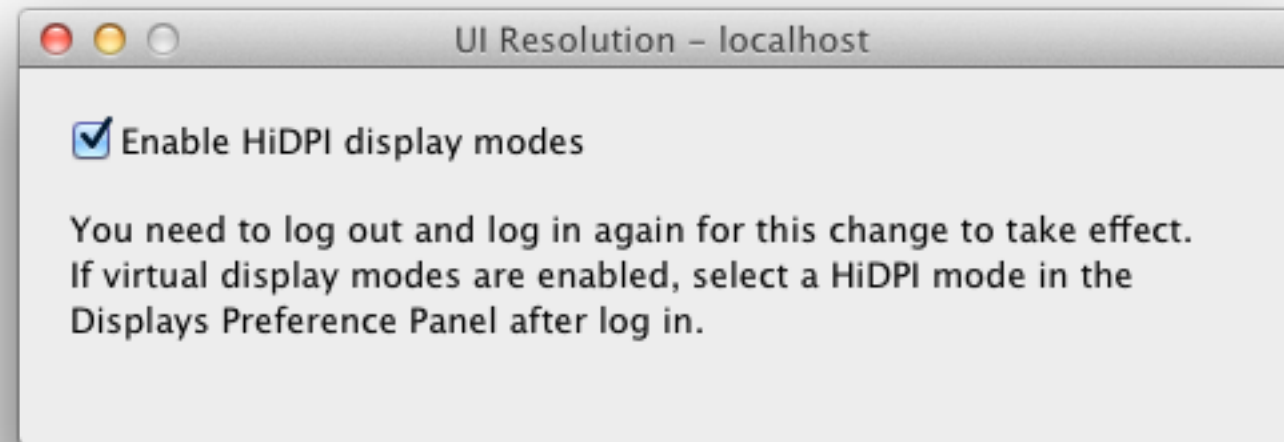 UI Resolution – localhost
Enable HiDPI display modes
You need to log out and log in again for this change to take effect.
If virtual display modes are enabled, select a HiDPI mode in the
Displays Preference Panel after log in.